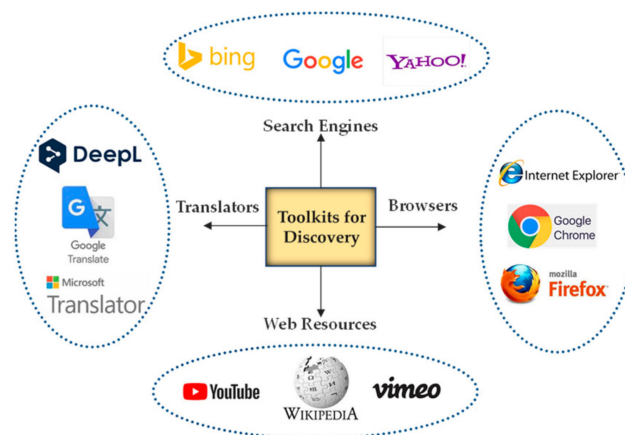 bing
Google
YAHOO!
Search Engines
DeepL
Google
Translate
Microsoft
Translator
Translators
Toolkits for
Discovery
Browsers
Internet Explorer
Google
Chrome
mozilla
Firefox
Web Resources
YouTube
WIKIPEDIA
vimeo